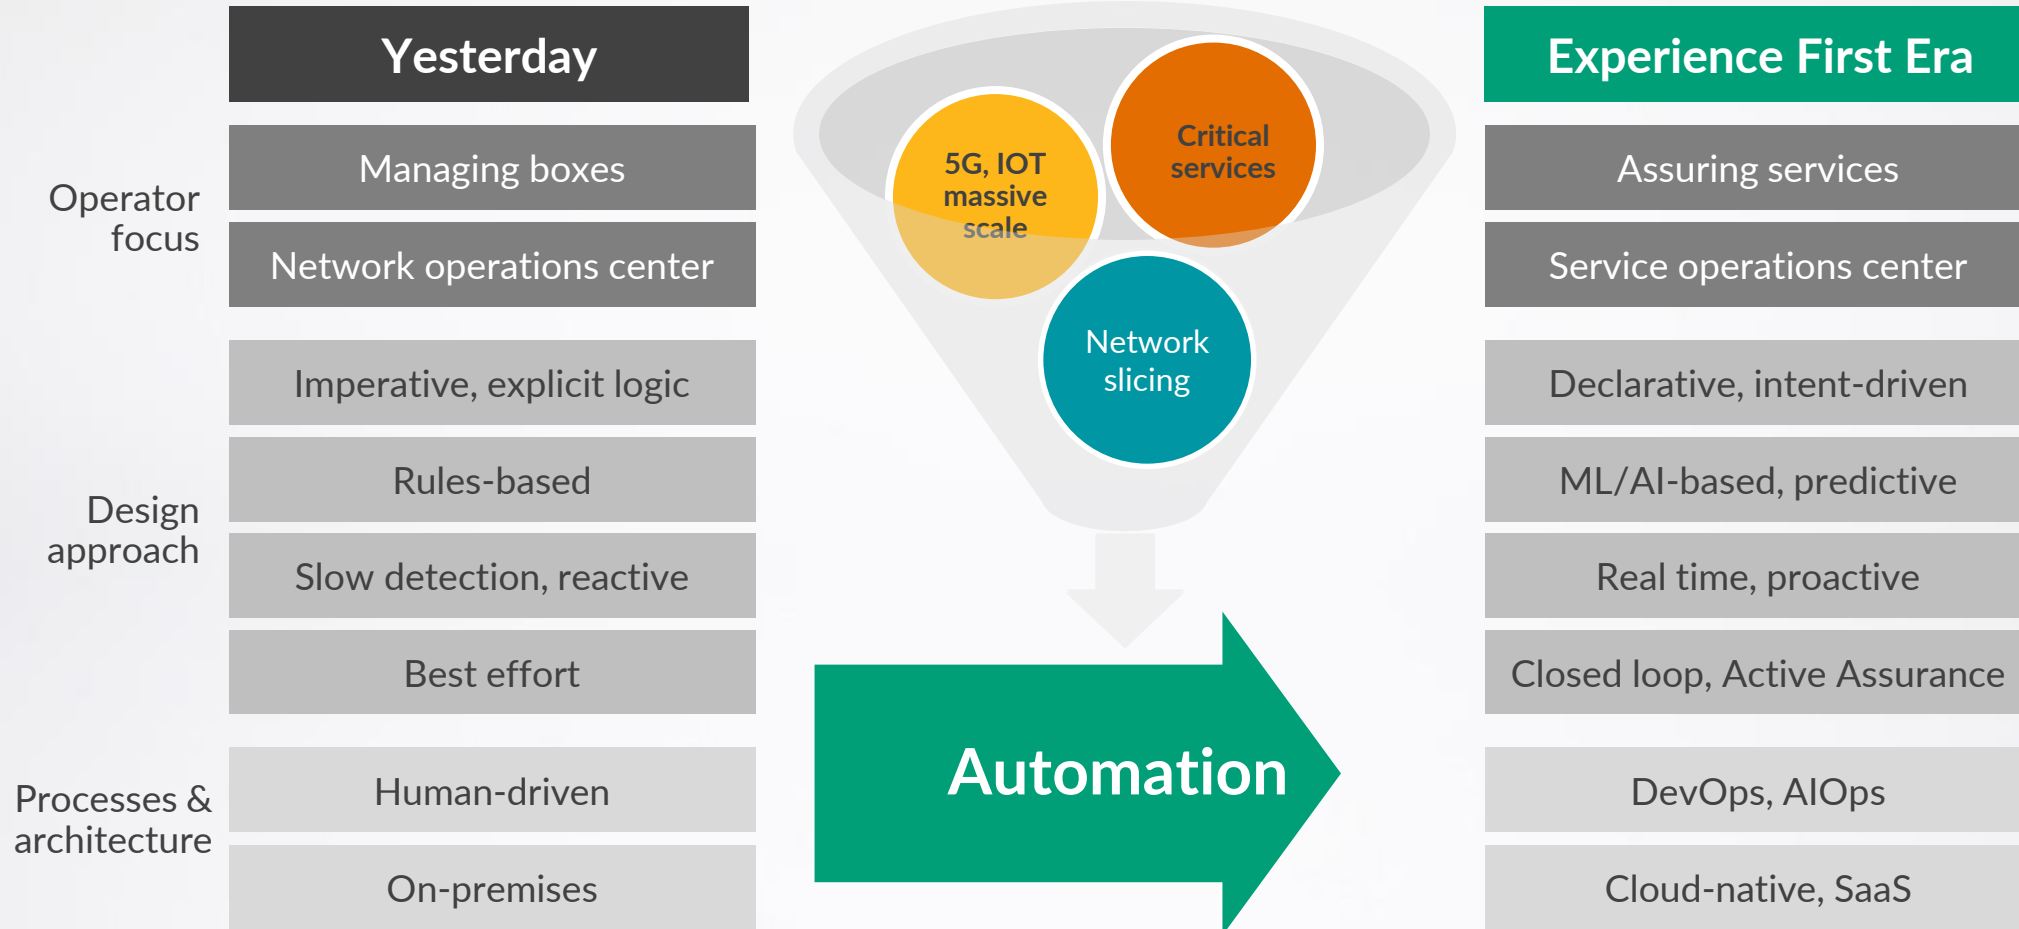 Yesterday
Experience First Era
Operator
focus
Managing boxes
Network operations center
5G, IOT
massive
scale
Critical
services
Network
slicing
Assuring services
Service operations center
Design
approach
Imperative, explicit logic
Rules-based
Slow detection, reactive
Best effort
Declarative, intent-driven
ML/AI-based, predictive
Real time, proactive
Closed loop, Active Assurance
Processes &
architecture
Human-driven
On-premises
Automation
DevOps, AIOps
Cloud-native, SaaS